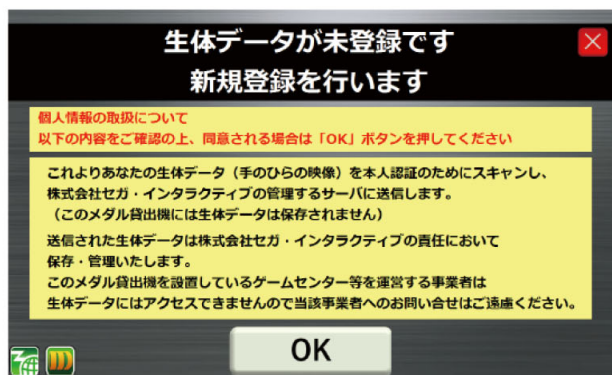 生体データが未登録です
新規登録を行います
個人情報の取扱について
以下の内容をご確認の上、同意される場合は「OK」ボタンを押してください
これよりあなたの生体データ（手のひらの映像）を本人認証のためにスキャンし、
株式会社セガ・インタラクティブの管理するサーバに送信します。
（このメダル貸出機には生体データは保存されません）
送信された生体データは株式会社セガ・インタラクティブの責任において
保存・管理いたします。
このメダル貸出機を設置しているゲームセンター等を運営する事業者は
生体データにはアクセスできませんので当該事業者へのお問い合せはご遠慮ください。
OK